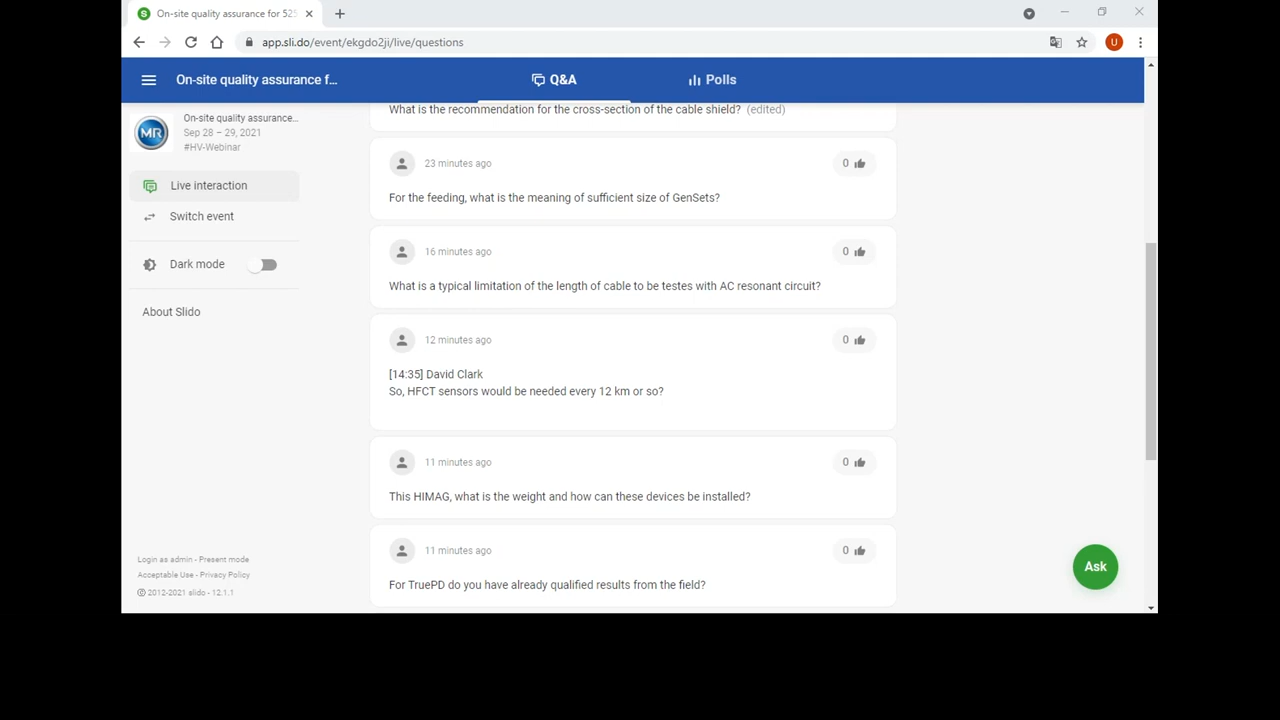 On-site quality assurance for 525
app.sli.do/event/ekgdo2ji/live/questions
U
On-site quality assurance f...
Q&A
Polls
MR
On-site quality assurance...
Sep 28 – 29, 2021
#HV-Webinar
Live interaction
Switch event
Dark mode
About Slido
What is the recommendation for the cross-section of the cable shield? (edited)
23 minutes ago
0
For the feeding, what is the meaning of sufficient size of GenSets?
16 minutes ago
0
What is a typical limitation of the length of cable to be testes with AC resonant circuit?
12 minutes ago
0
[14:35] David Clark
So, HFCT sensors would be needed every 12 km or so?
11 minutes ago
0
This HIMAG, what is the weight and how can these devices be installed?
11 minutes ago
0
For TruePD do you have already qualified results from the field?
Ask
Login as admin - Present mode
Acceptable Use - Privacy Policy
© 2012-2021 slido - 12.1.1